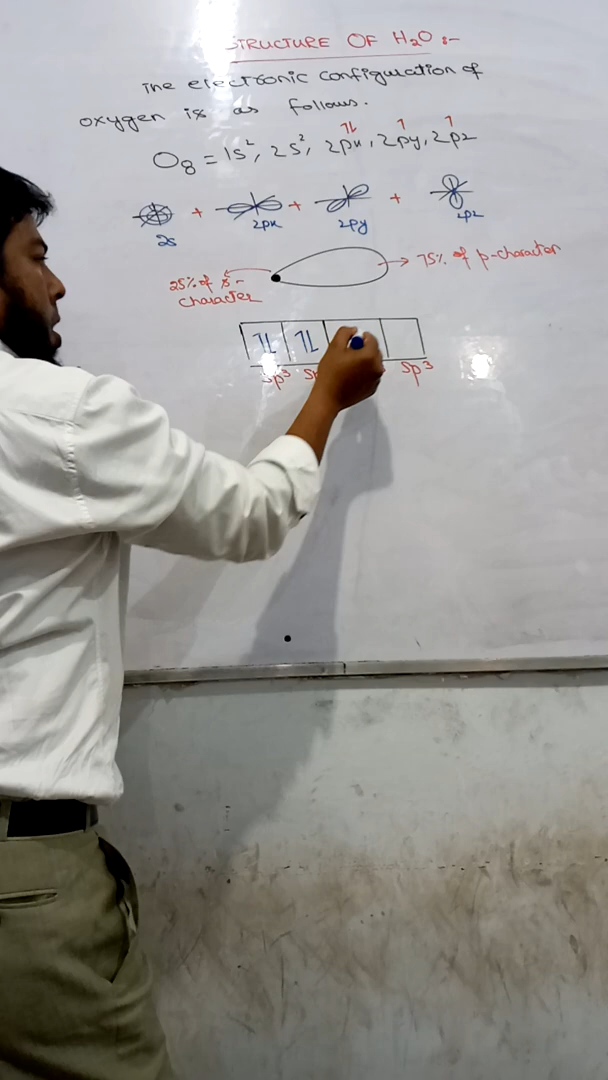 STRUCTURE OF H₂O :-
The electronic configuration of
oxygen is as follows.
O₈ = 1s², 2s², 2px, 2py, 2pz
2s + 2px + 2py + 2pz
25% of s-
character
75% of p-character
sp³ sp³